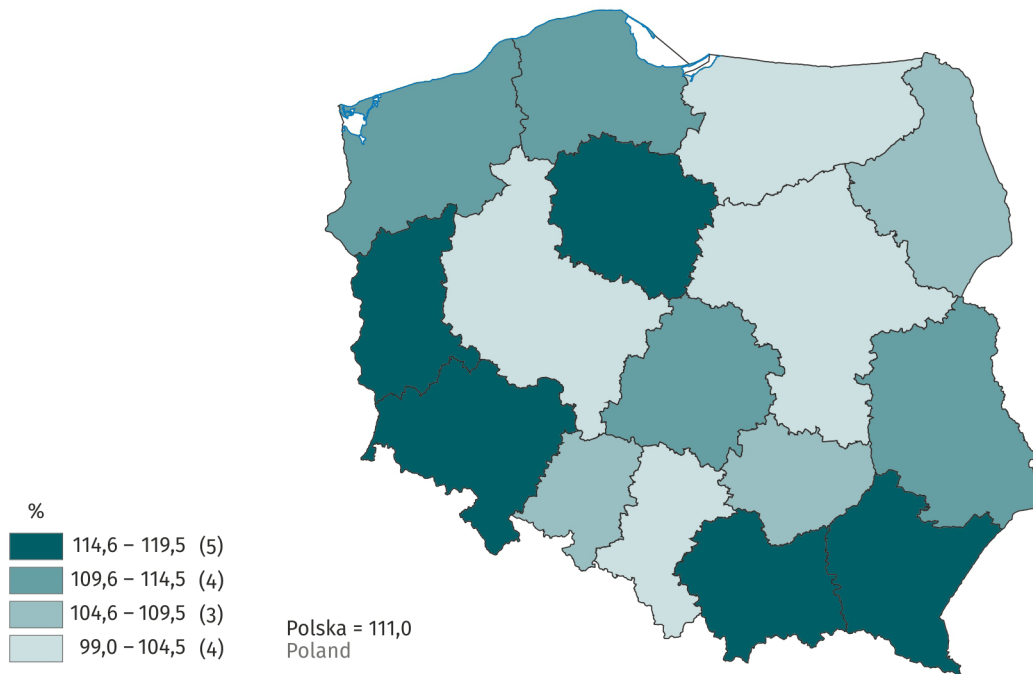 %
114,6 – 119,5 (5)
109,6 – 114,5 (4)
104,6 – 109,5 (3)
99,0 – 104,5 (4)
Polska = 111,0
Poland